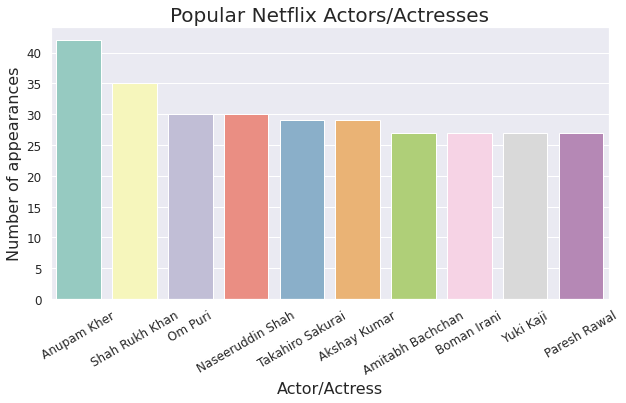 Popular Netflix Actors/Actresses
Number of appearances
40
35
30
25
20
15
10
5
0
Anupam Kher
Shah Rukh Khan
Om Puri
Naseeruddin Shah
Takahiro Sakurai
Akshay Kumar
Amitabh Bachchan
Boman Irani
Yuki Kaji
Paresh Rawal
Actor/Actress